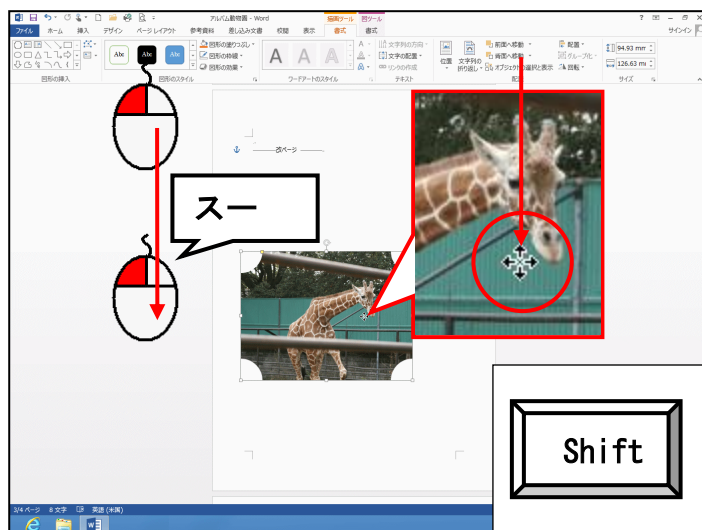 アルバム動物園 - Word
描画ツール 図ツール
サインイン
ファイル ホーム 挿入 デザイン ページ レイアウト 参考資料 差し込み文書 校閲 表示 書式 書式
Abc Abc Abc
図形の塗りつぶし
図形の枠線
図形の効果
A A A
A
A
A
文字列の方向
文字の配置
リンクの作成
位置
文字列の
折り返し
前面へ移動
背面へ移動
オブジェクトの選択と表示
配置
グループ化
回転
94.93 mm
126.63 mm
図形の挿入 図形のスタイル ワードアートのスタイル テキスト 配置 サイズ
改ページ
スー
Shift
3/4 ページ 8 文字 英語 (米国)